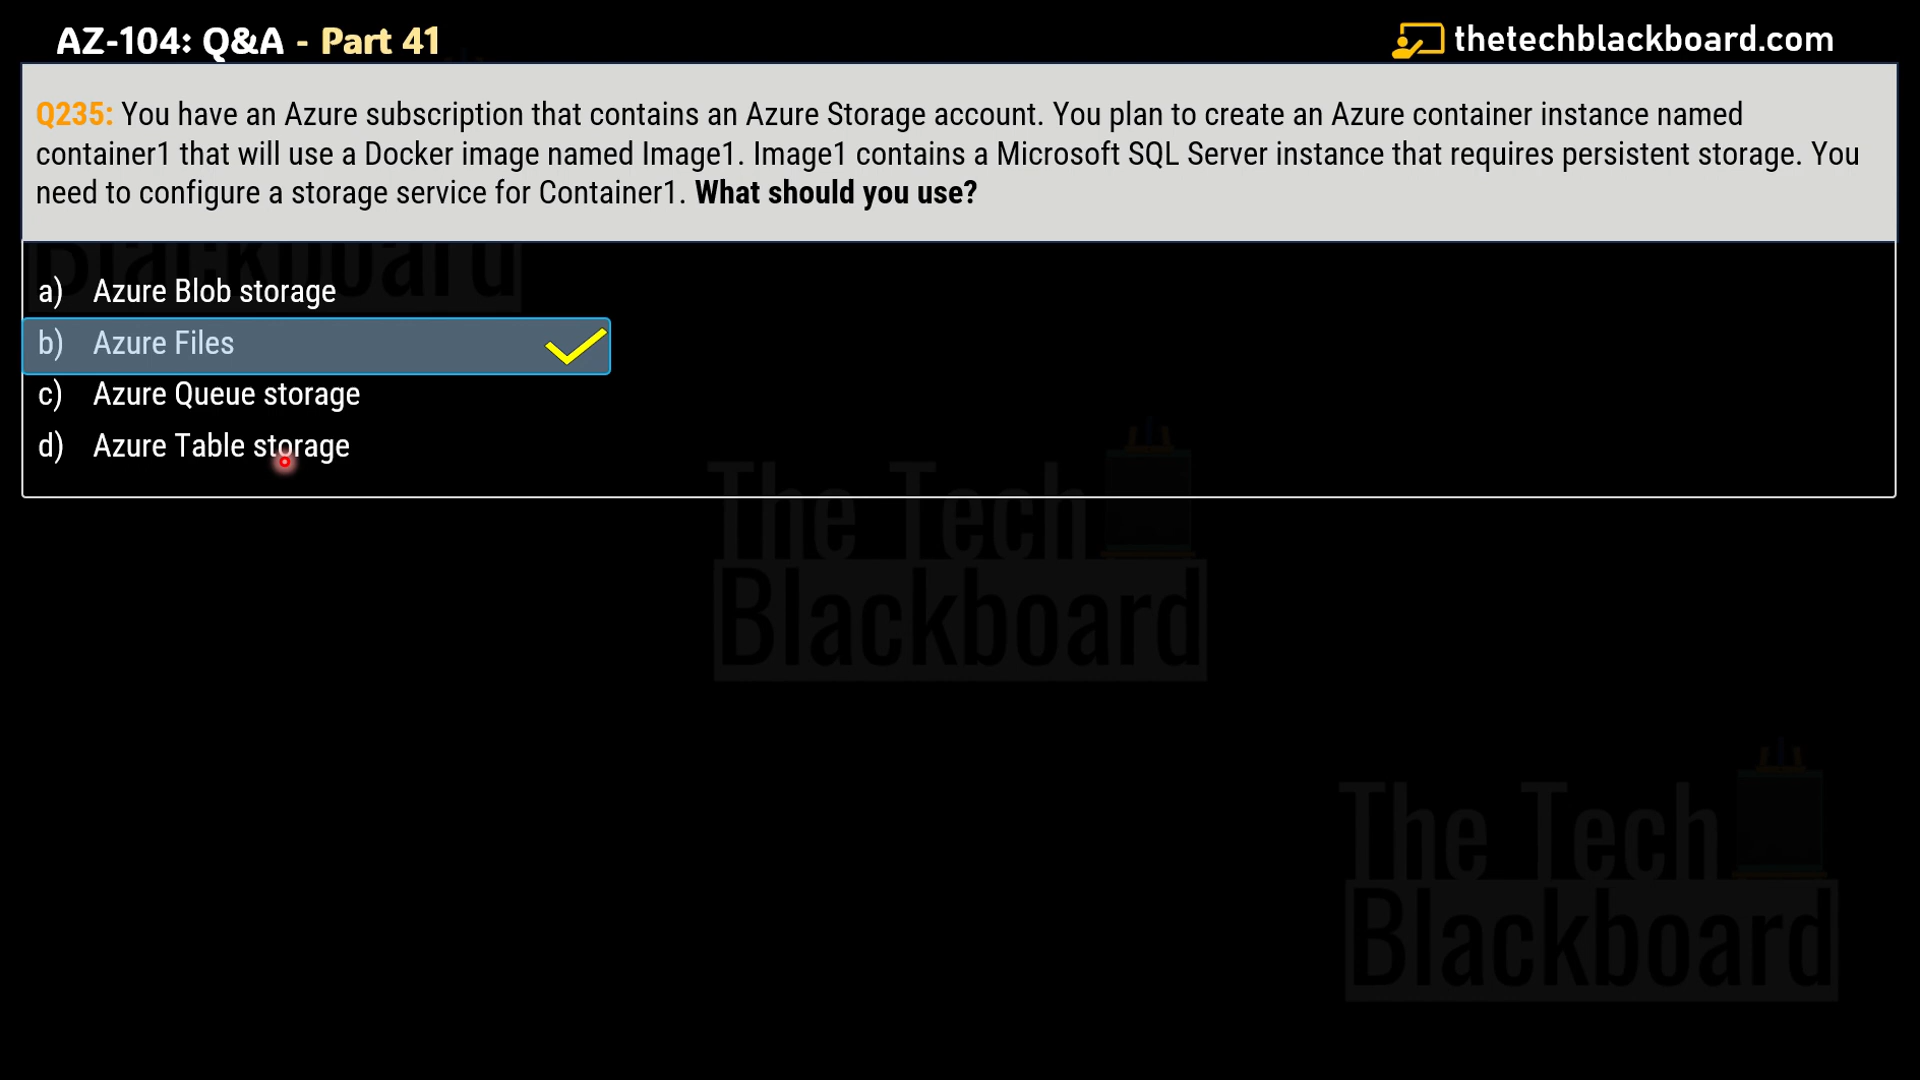 AZ-104: Q&A - Part 41
thetechblackboard.com
Q235: You have an Azure subscription that contains an Azure Storage account. You plan to create an Azure container instance named
container1 that will use a Docker image named Image1. Image1 contains a Microsoft SQL Server instance that requires persistent storage. You
need to configure a storage service for Container1. What should you use?
Blackboard
a) Azure Blob storage
b) Azure Files
c) Azure Queue storage
d) Azure Table storage
The Tech
Blackboard
The Tech
Blackboard